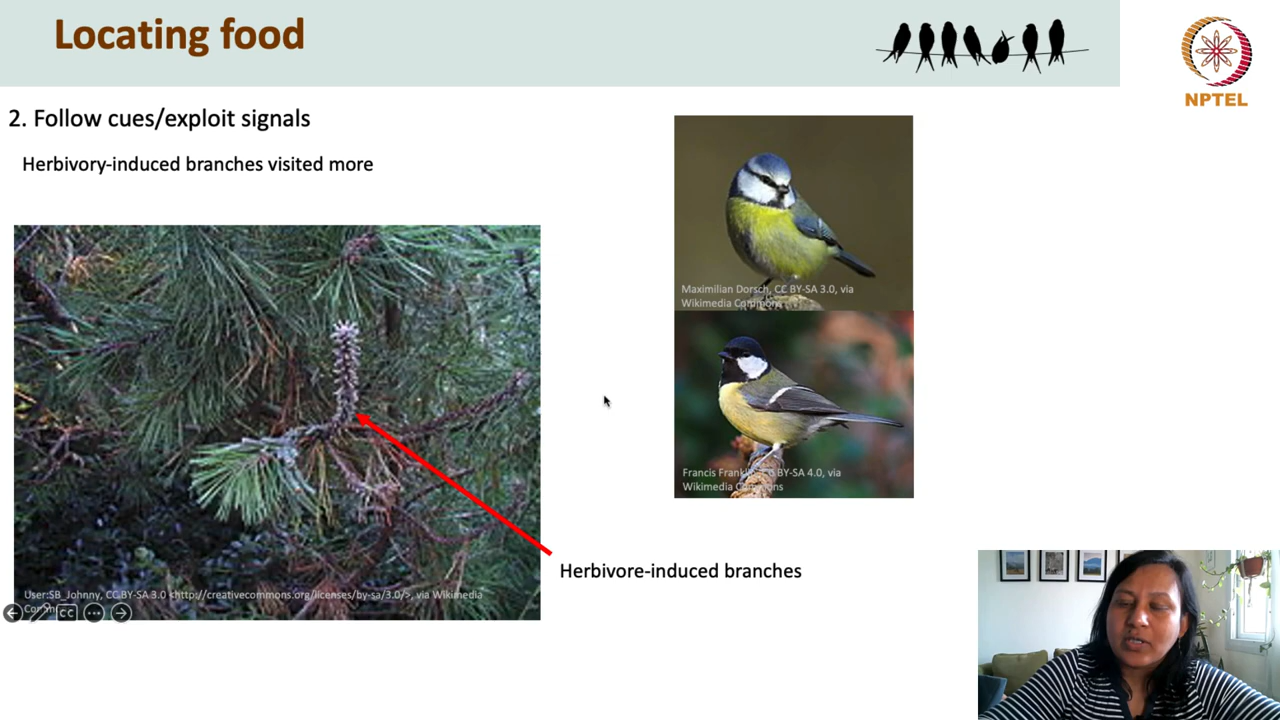 Locating food
NPTEL
2. Follow cues/exploit signals
Herbivory-induced branches visited more
Maximilian Dorsch, CC BY-SA 3.0, via
Wikimedia Commons
Francis Franklin, CC BY-SA 4.0, via
Wikimedia Commons
Herbivore-induced branches
User:SB_Johnny, CC BY-SA 3.0 <http://creativecommons.org/licenses/by-sa/3.0/>, via Wikimedia
CC